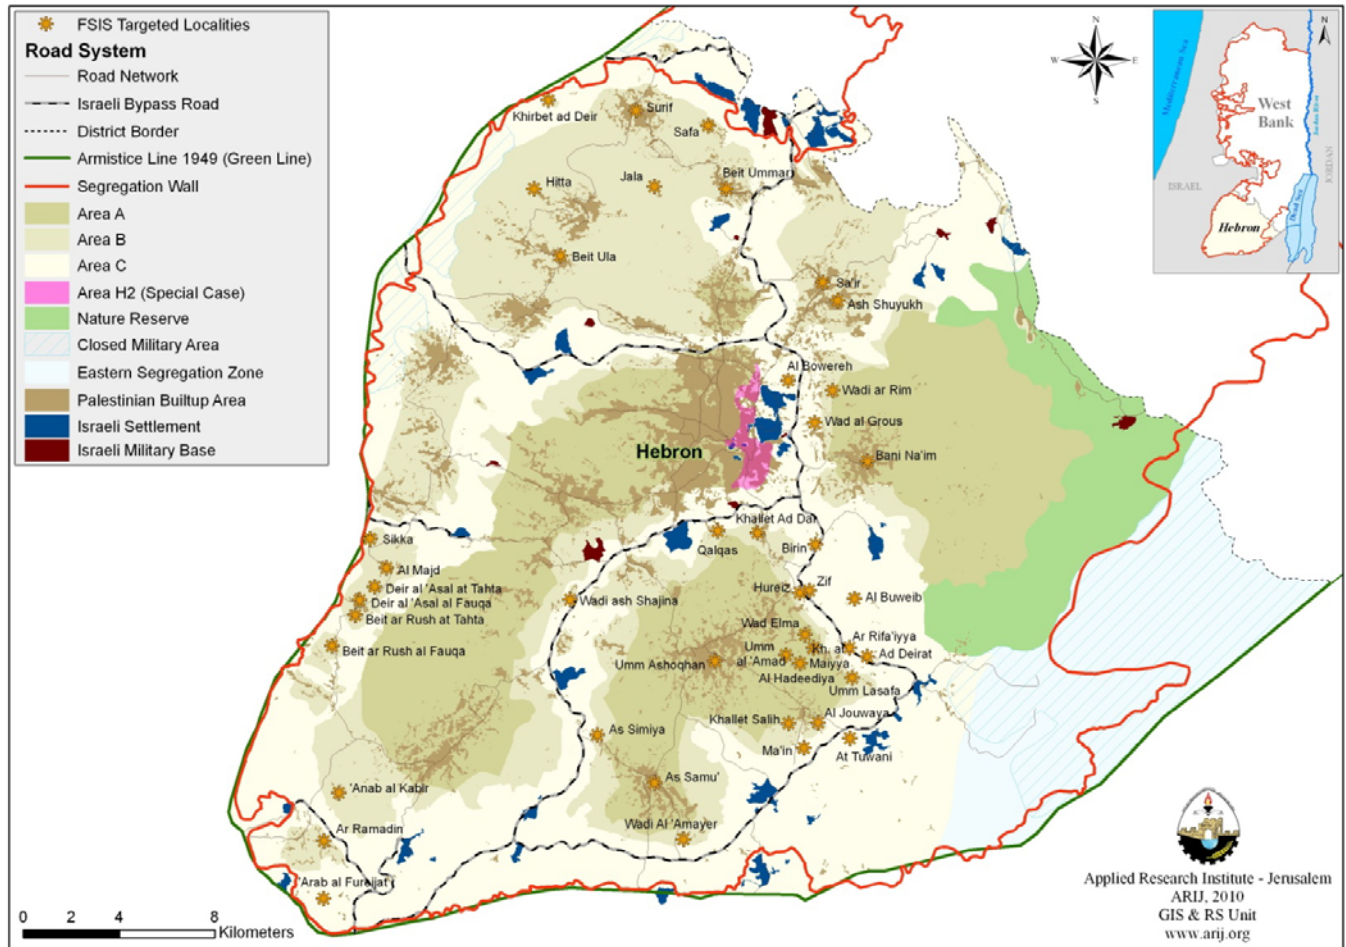 FSIS Targeted Localities
Road System
Road Network
Israeli Bypass Road
District Border
Armistice Line 1949 (Green Line)
Segregation Wall
Area A
Area B
Area C
Area H2 (Special Case)
Nature Reserve
Closed Military Area
Eastern Segregation Zone
Palestinian Builtup Area
Israeli Settlement
Israeli Military Base
N
W
E
S
N
Mediterranean Sea
West
Bank
Jordan River
ISRAEL
JORDAN
Dead Sea
Hebron
Khirbet ad Deir
Surif
Safa
Hitta
Jala
Beit Ummar
Beit Ula
Sa'ir
Ash Shuyukh
Al Bowereh
Wadi ar Rim
Wad al Grous
Hebron
Bani Na'im
Khallet Ad Dar
Sikka
Qalqas
Birin
Al Majd
Deir al 'Asal at Tahta
Hureiz
Zif
Deir al 'Asal al Fauqa
Wadi ash Shajina
Al Buweib
Beit ar Rush at Tahta
Wad Elma
Beit ar Rush al Fauqa
Umm
al 'Amad
Kh. at
Maiyya
Ar Rifa'iyya
Ad Deirat
Umm Ashoqhan
Al Hadeediya
Umm Lasafa
Khallet Salih
Al Jouwaya
As Simiya
Ma'in
At Tuwani
As Samu'
'Anab al Kabir
Wadi Al 'Amayer
Ar Ramadin
'Arab al Fureijat
0 2 4 8
Kilometers
Applied Research Institute - Jerusalem
ARIJ, 2010
GIS & RS Unit
www.arij.org